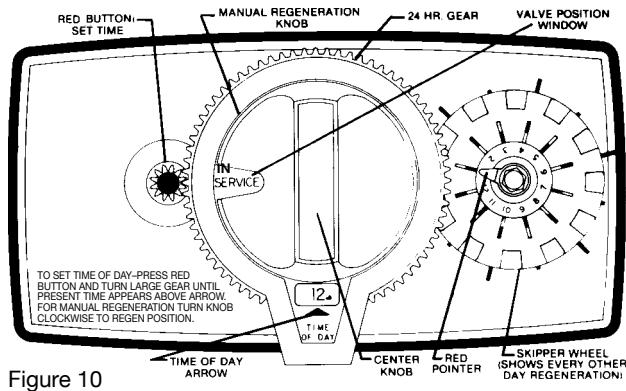 RED BUTTON:
SET TIME
MANUAL REGENERATION
KNOB
24 HR. GEAR
VALVE POSITION
WINDOW
IN
SERVICE
TO SET TIME OF DAY–PRESS RED
BUTTON AND TURN LARGE GEAR UNTIL
PRESENT TIME APPEARS ABOVE ARROW.
FOR MANUAL REGENERATION TURN KNOB
CLOCKWISE TO REGEN POSITION.
12
TIME
OF DAY
TIME OF DAY
ARROW
CENTER
KNOB
RED
POINTER
SKIPPER WHEEL
(SHOWS EVERY OTHER
DAY REGENERATION)
Figure 10